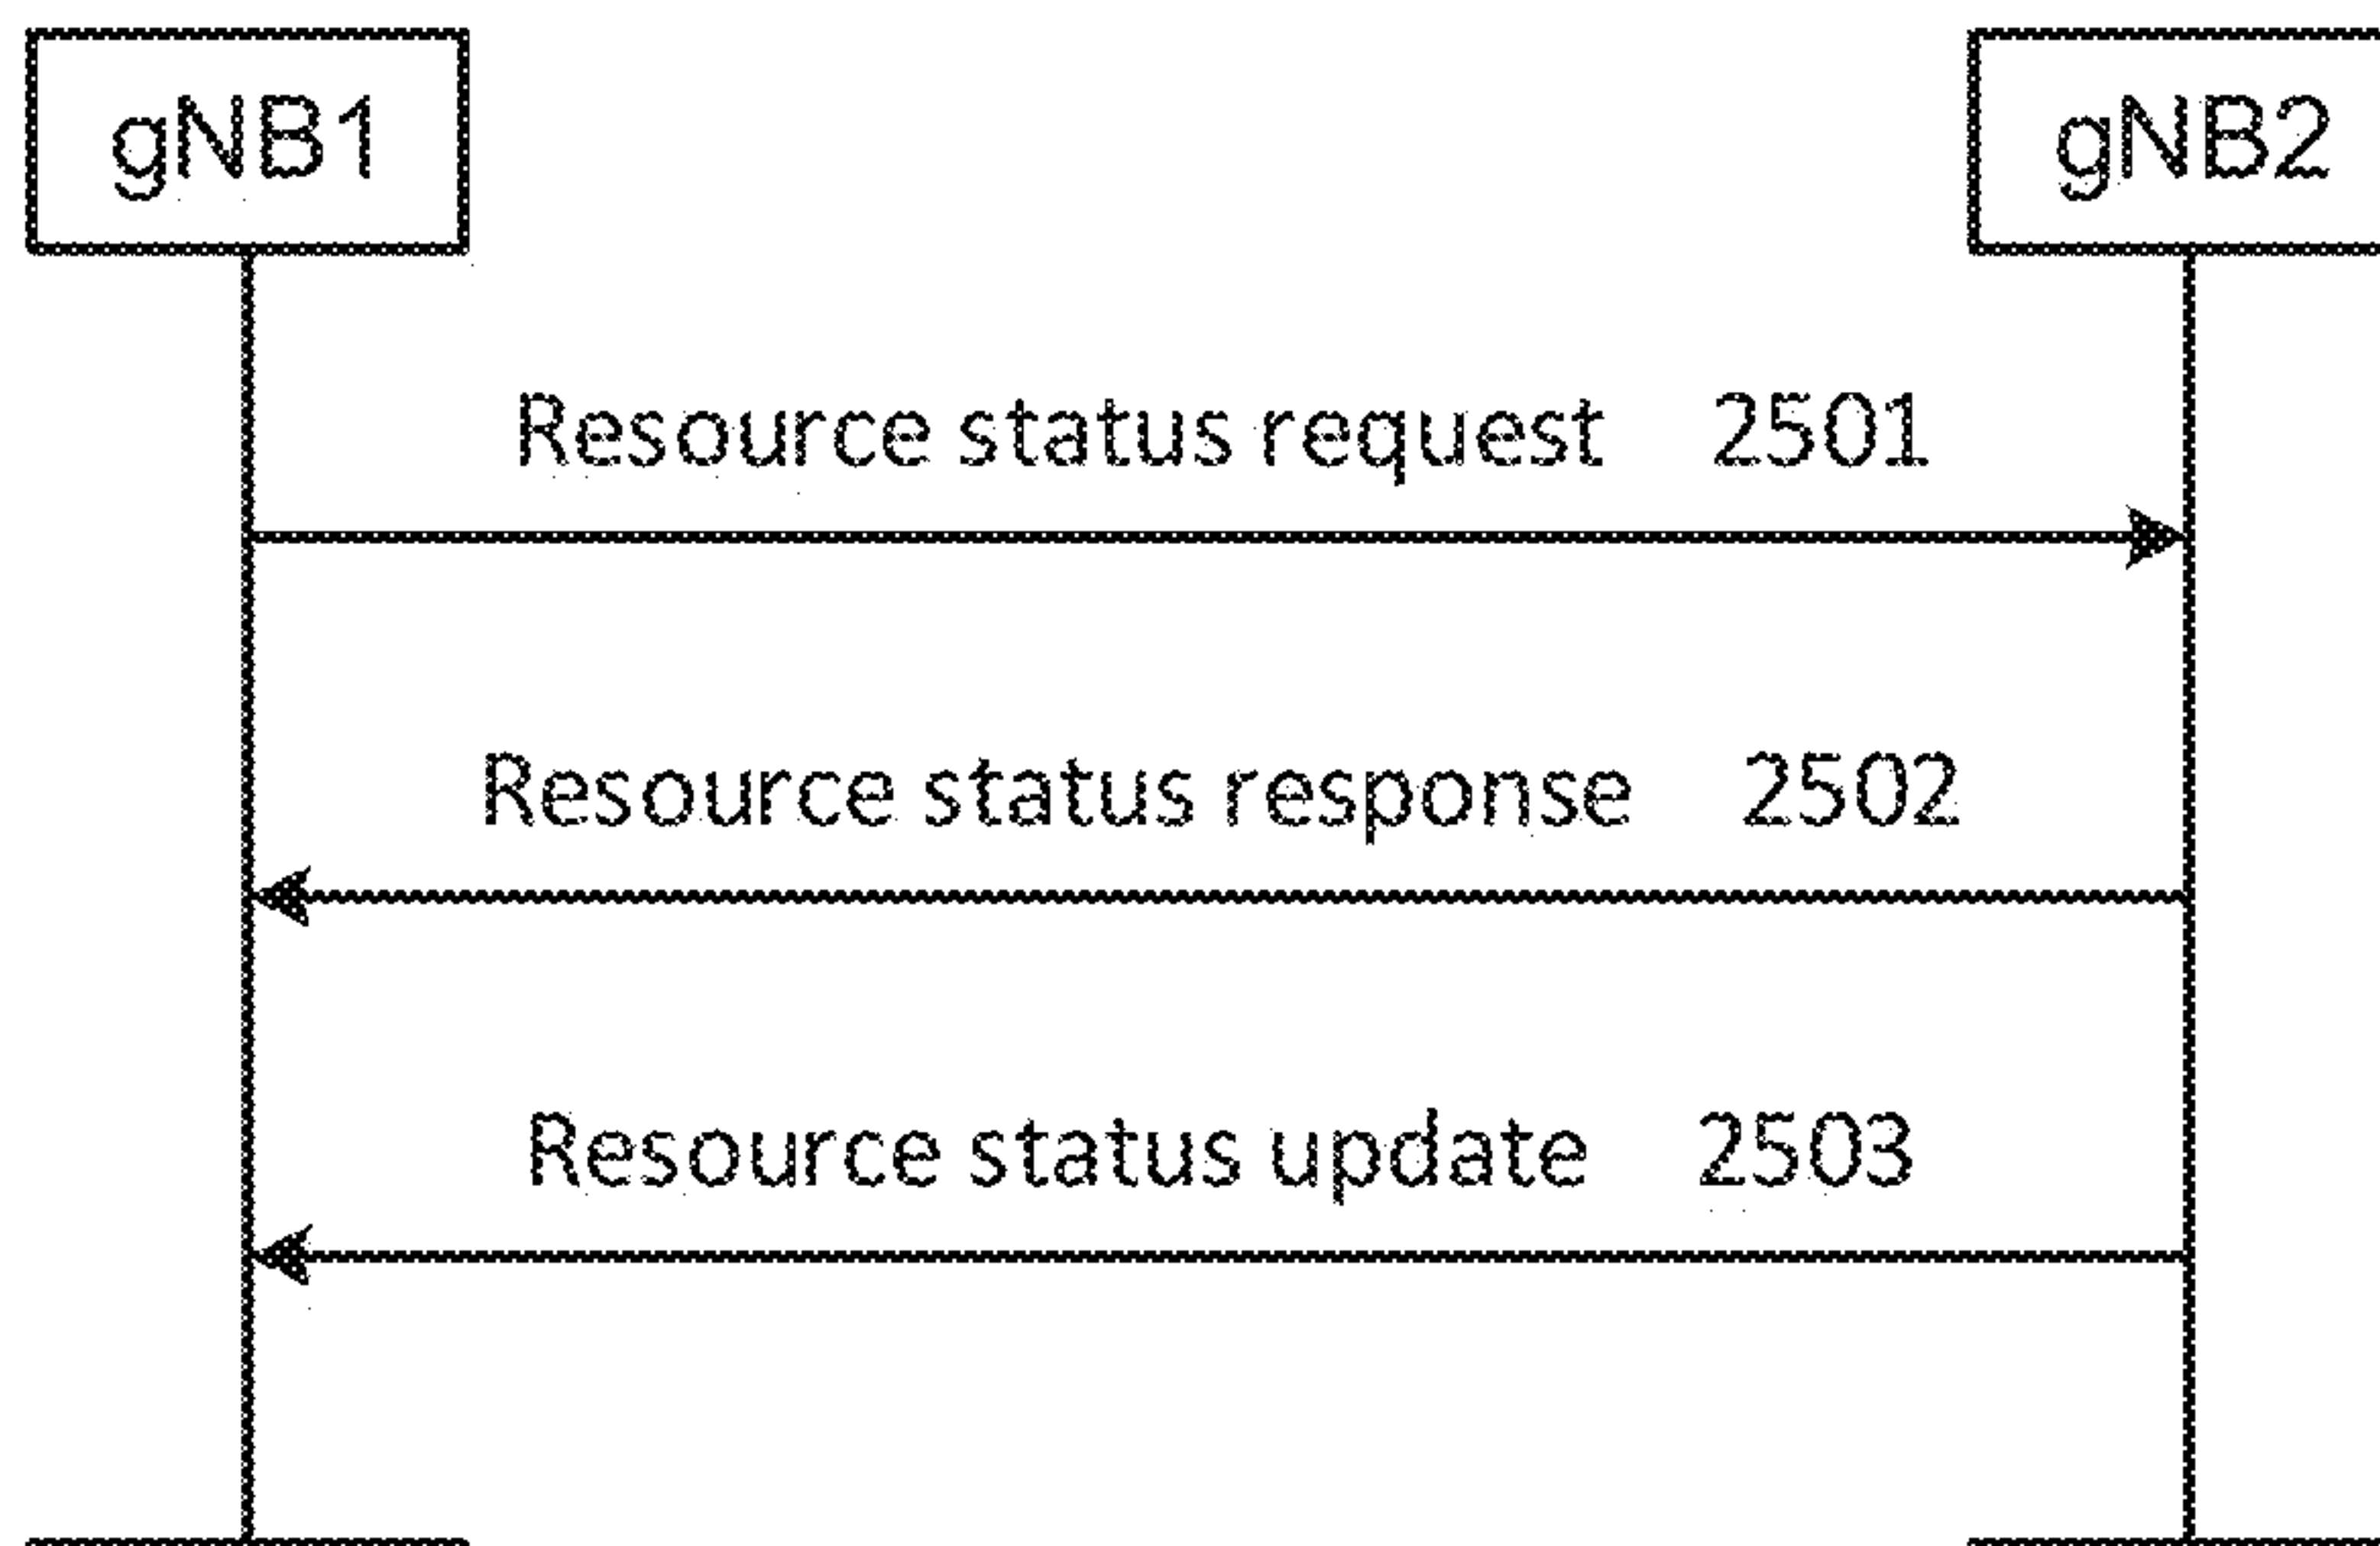 gNB1
gNB2
Resource status request 2501
Resource status response 2502
Resource status update 2503